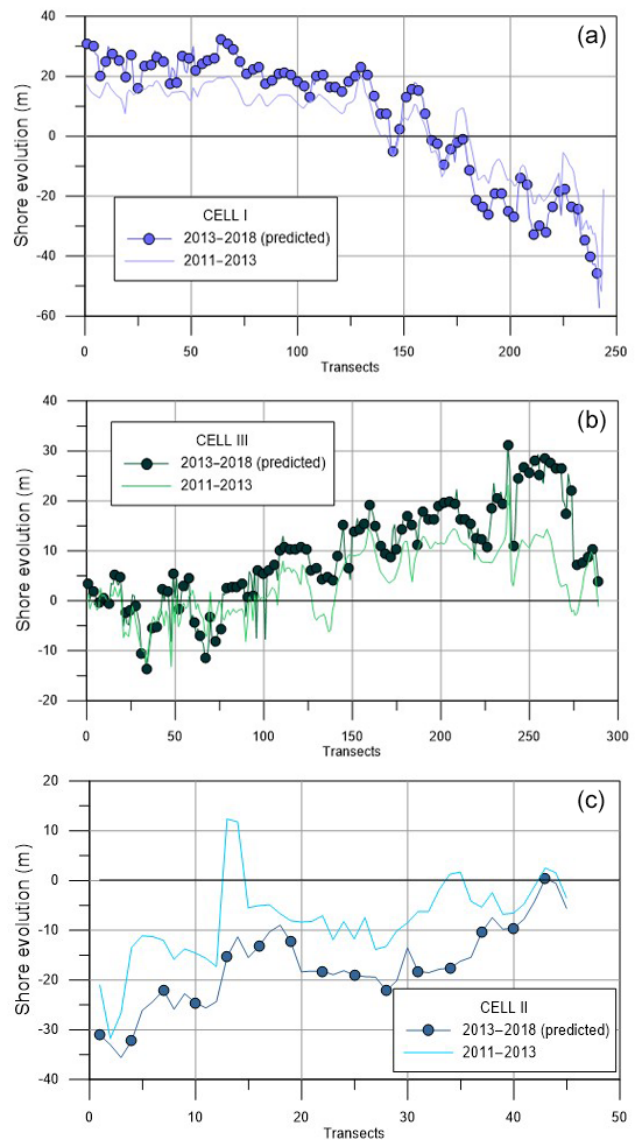 (a)
Shore evolution (m)
40
20
0
-20
-40
-60
CELL I
2013–2018 (predicted)
2011–2013
0 50 100 150 200 250
Transects
(b)
Shore evolution (m)
40
30
20
10
0
-10
-20
CELL III
2013–2018 (predicted)
2011–2013
0 50 100 150 200 250 300
Transects
(c)
Shore evolution (m)
20
10
0
-10
-20
-30
-40
CELL II
2013–2018 (predicted)
2011–2013
0 10 20 30 40 50
Transects